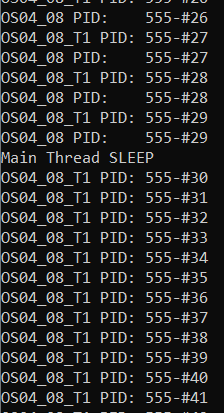 OS04_08_T1 PID: 555-#26
OS04_08 PID:    555-#26
OS04_08_T1 PID: 555-#27
OS04_08 PID:    555-#27
OS04_08_T1 PID: 555-#28
OS04_08 PID:    555-#28
OS04_08_T1 PID: 555-#29
OS04_08 PID:    555-#29
Main Thread SLEEP
OS04_08_T1 PID: 555-#30
OS04_08_T1 PID: 555-#31
OS04_08_T1 PID: 555-#32
OS04_08_T1 PID: 555-#33
OS04_08_T1 PID: 555-#34
OS04_08_T1 PID: 555-#35
OS04_08_T1 PID: 555-#36
OS04_08_T1 PID: 555-#37
OS04_08_T1 PID: 555-#38
OS04_08_T1 PID: 555-#39
OS04_08_T1 PID: 555-#40
OS04_08_T1 PID: 555-#41